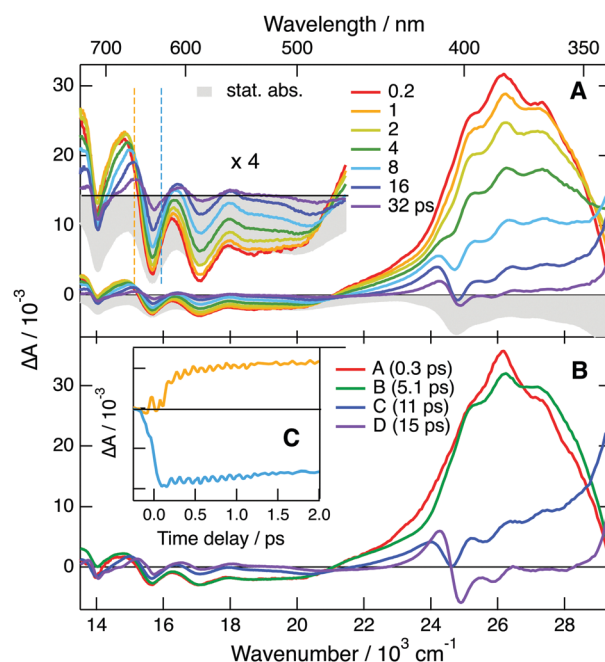 Wavelength / nm
700 600 500 400 350
30
20
10
0
stat. abs.
x 4
0.2
1
2
4
8
16
32 ps
A
ΔA / 10⁻³
30
20
10
0
A (0.3 ps)
B (5.1 ps)
C (11 ps)
D (15 ps)
B
C
ΔA / 10⁻³
0.0 0.5 1.0 1.5 2.0
Time delay / ps
14 16 18 20 22 24 26 28
Wavenumber / 10³ cm⁻¹